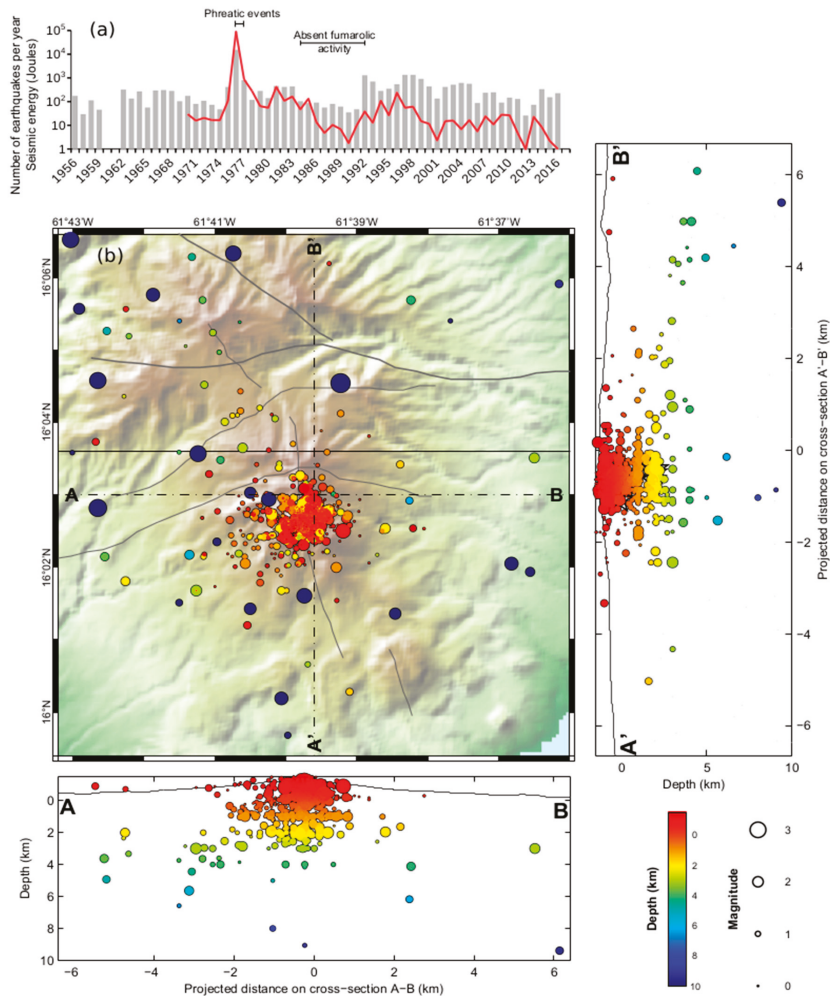 Phreatic events
(a)
Absent fumarolic
activity
Number of earthquakes per year
Seismic energy (Joules)
10⁵
10⁴
10³
10²
10
1
1956 1959 1962 1965 1968 1971 1974 1977 1980 1983 1986 1989 1992 1995 1998 2001 2004 2007 2010 2013 2016
61°43'W 61°41'W 61°39'W 61°37'W
(b)
B'
16°06'N
16°04'N
A B
16°02'N
16°N
A'
B'
6
4
2
0
−2
−4
−6
Projected distance on cross−section A'−B' (km)
A'
0 5 10
Depth (km)
A B
0
2
4
6
8
10
Depth (km)
−6 −4 −2 0 2 4 6
Projected distance on cross−section A−B (km)
Depth (km)
0
2
4
6
8
10
Magnitude
3
2
1
0